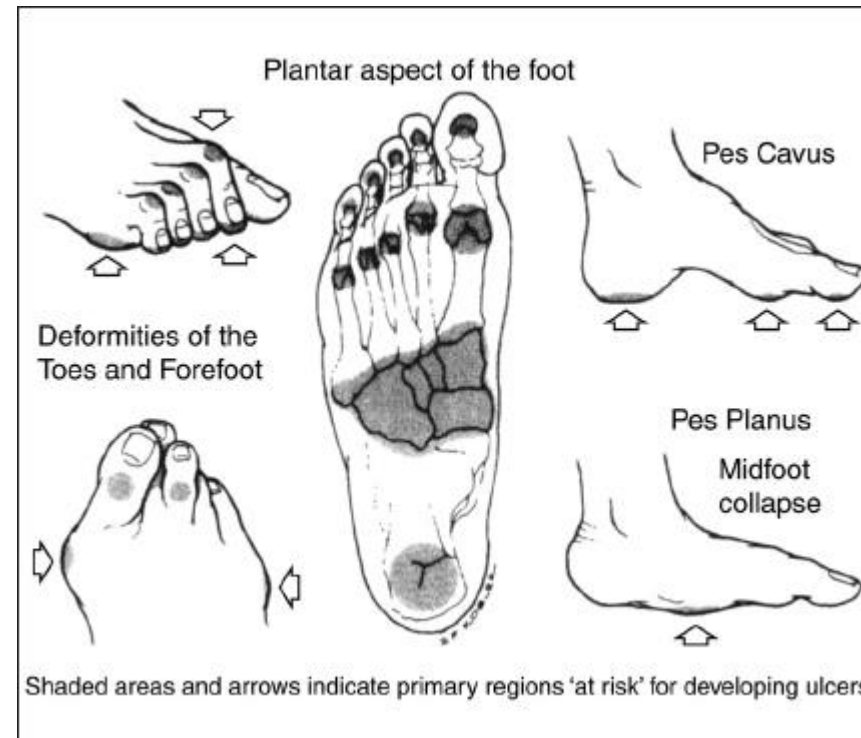 Plantar aspect of the foot
Pes Cavus
Deformities of the
Toes and Forefoot
Pes Planus
Midfoot
collapse
Shaded areas and arrows indicate primary regions 'at risk' for developing ulcers